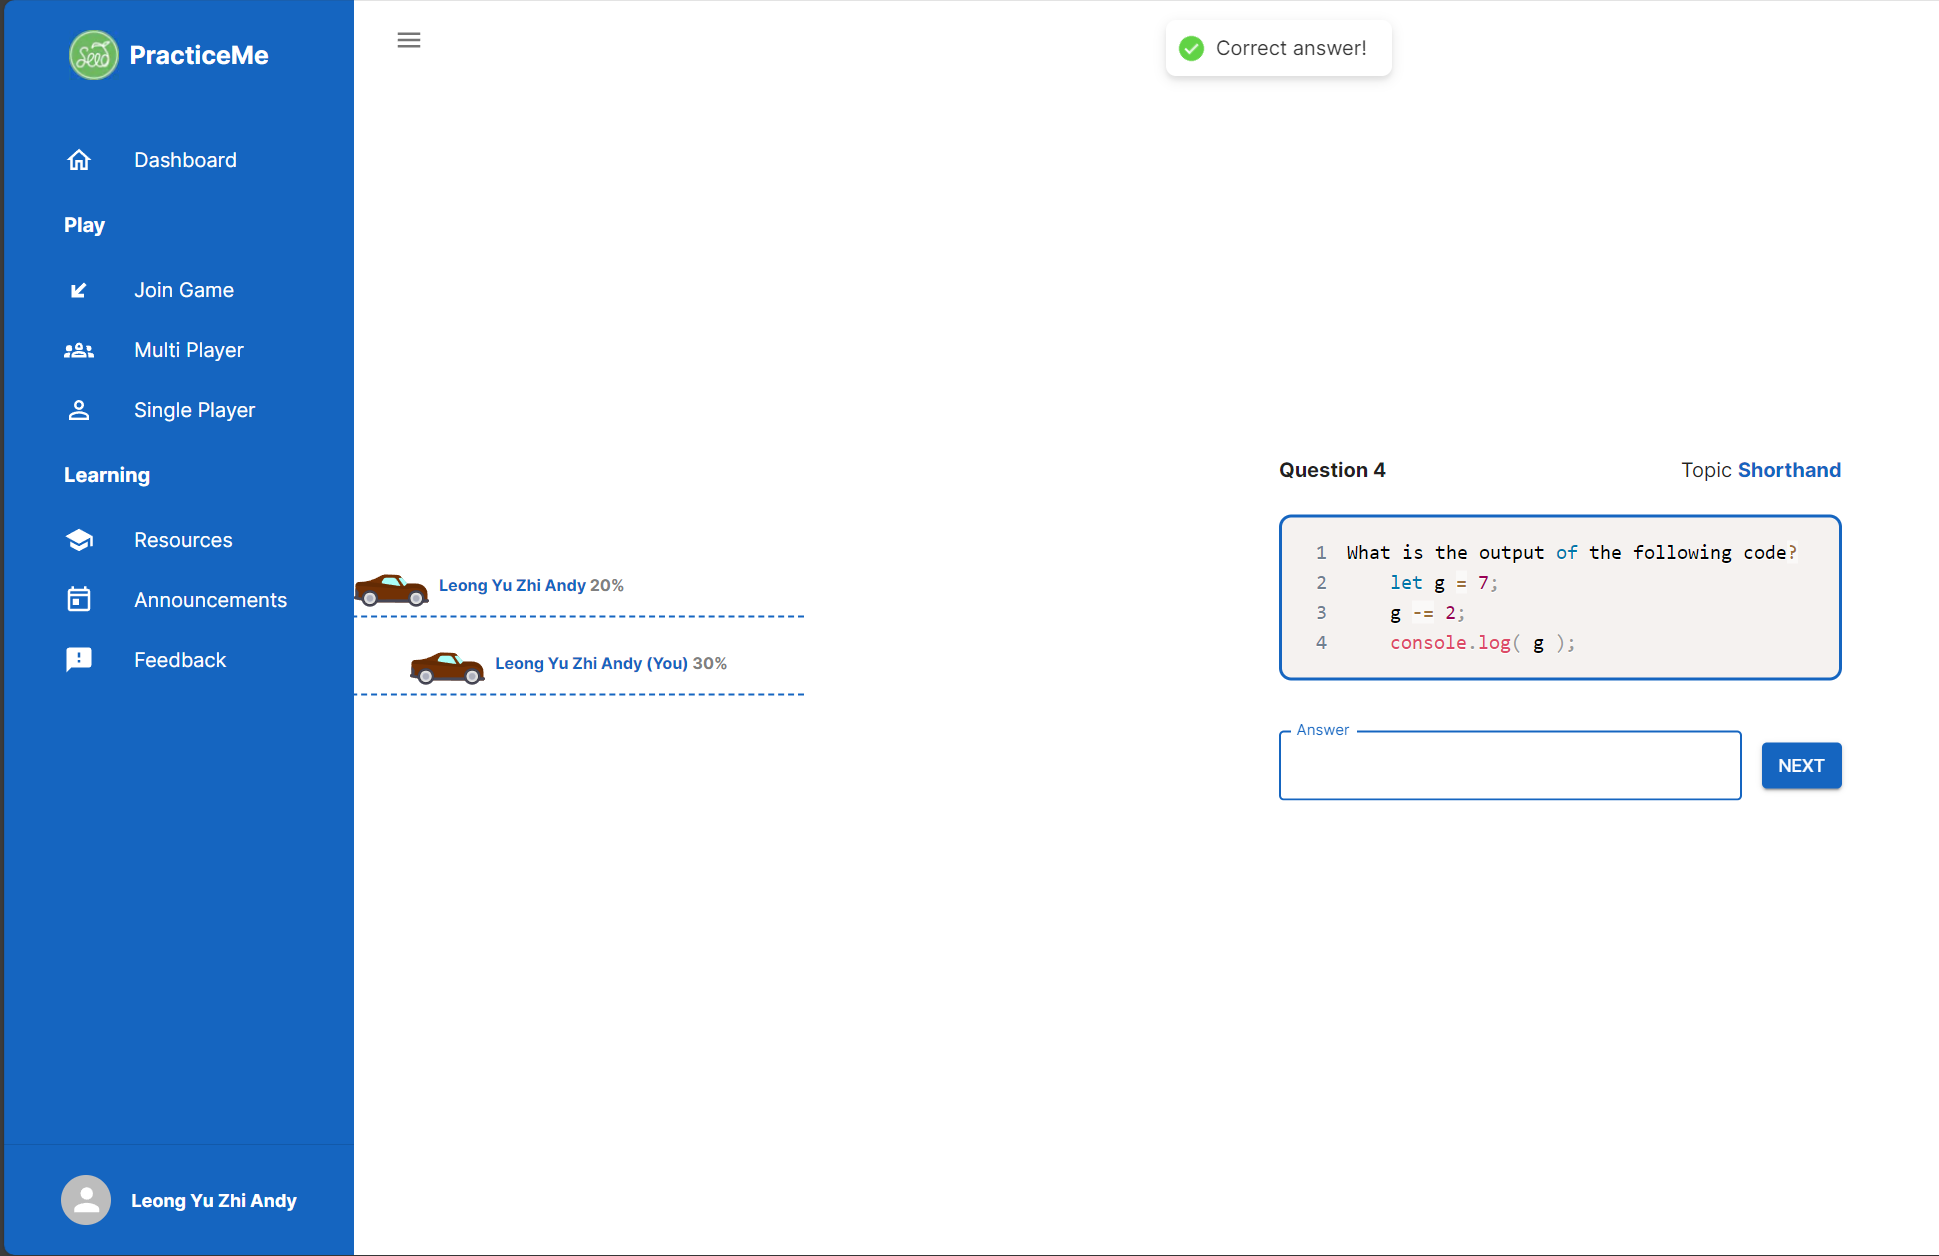 Seed PracticeMe
Dashboard
Play
Join Game
Multi Player
Single Player
Learning
Resources
Announcements
Feedback
Leong Yu Zhi Andy
Correct answer!
Leong Yu Zhi Andy 20%
Leong Yu Zhi Andy (You) 30%
Question 4
Topic Shorthand
1 What is the output of the following code?
2 let g = 7;
3 g -= 2;
4 console.log( g );
Answer
NEXT